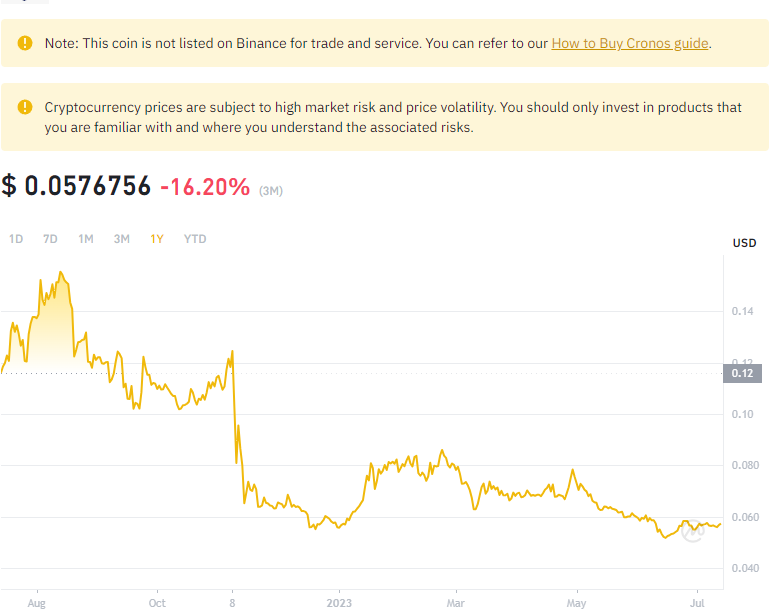 Note: This coin is not listed on Binance for trade and service. You can refer to our How to Buy Cronos guide.
Cryptocurrency prices are subject to high market risk and price volatility. You should only invest in products that
you are familiar with and where you understand the associated risks.
$ 0.0576756 -16.20% (3M)
1D 7D 1M 3M 1Y YTD
USD
0.14
0.12
0.12
0.10
0.080
0.060
0.040
Aug Oct 8 2023 Mar May Jul